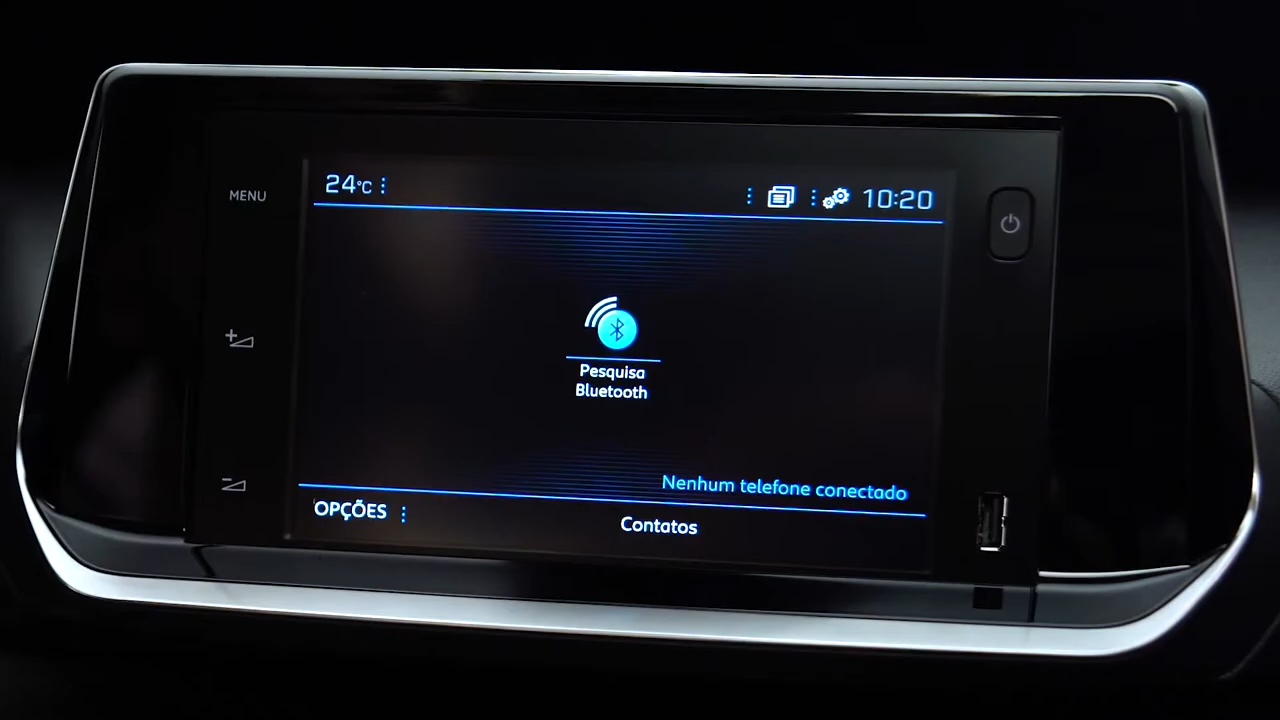 24°C
10:20
MENU
Pesquisa
Bluetooth
Nenhum telefone conectado
OPÇÕES
Contatos